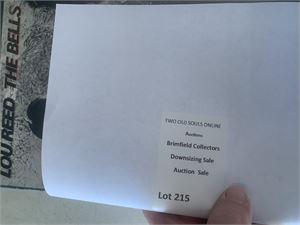 LOU REED THE BELLS
TWO OLD SOULS ONLINE
Auctions
Brimfield Collectors
Downsizing Sale
Auction Sale
Lot 215